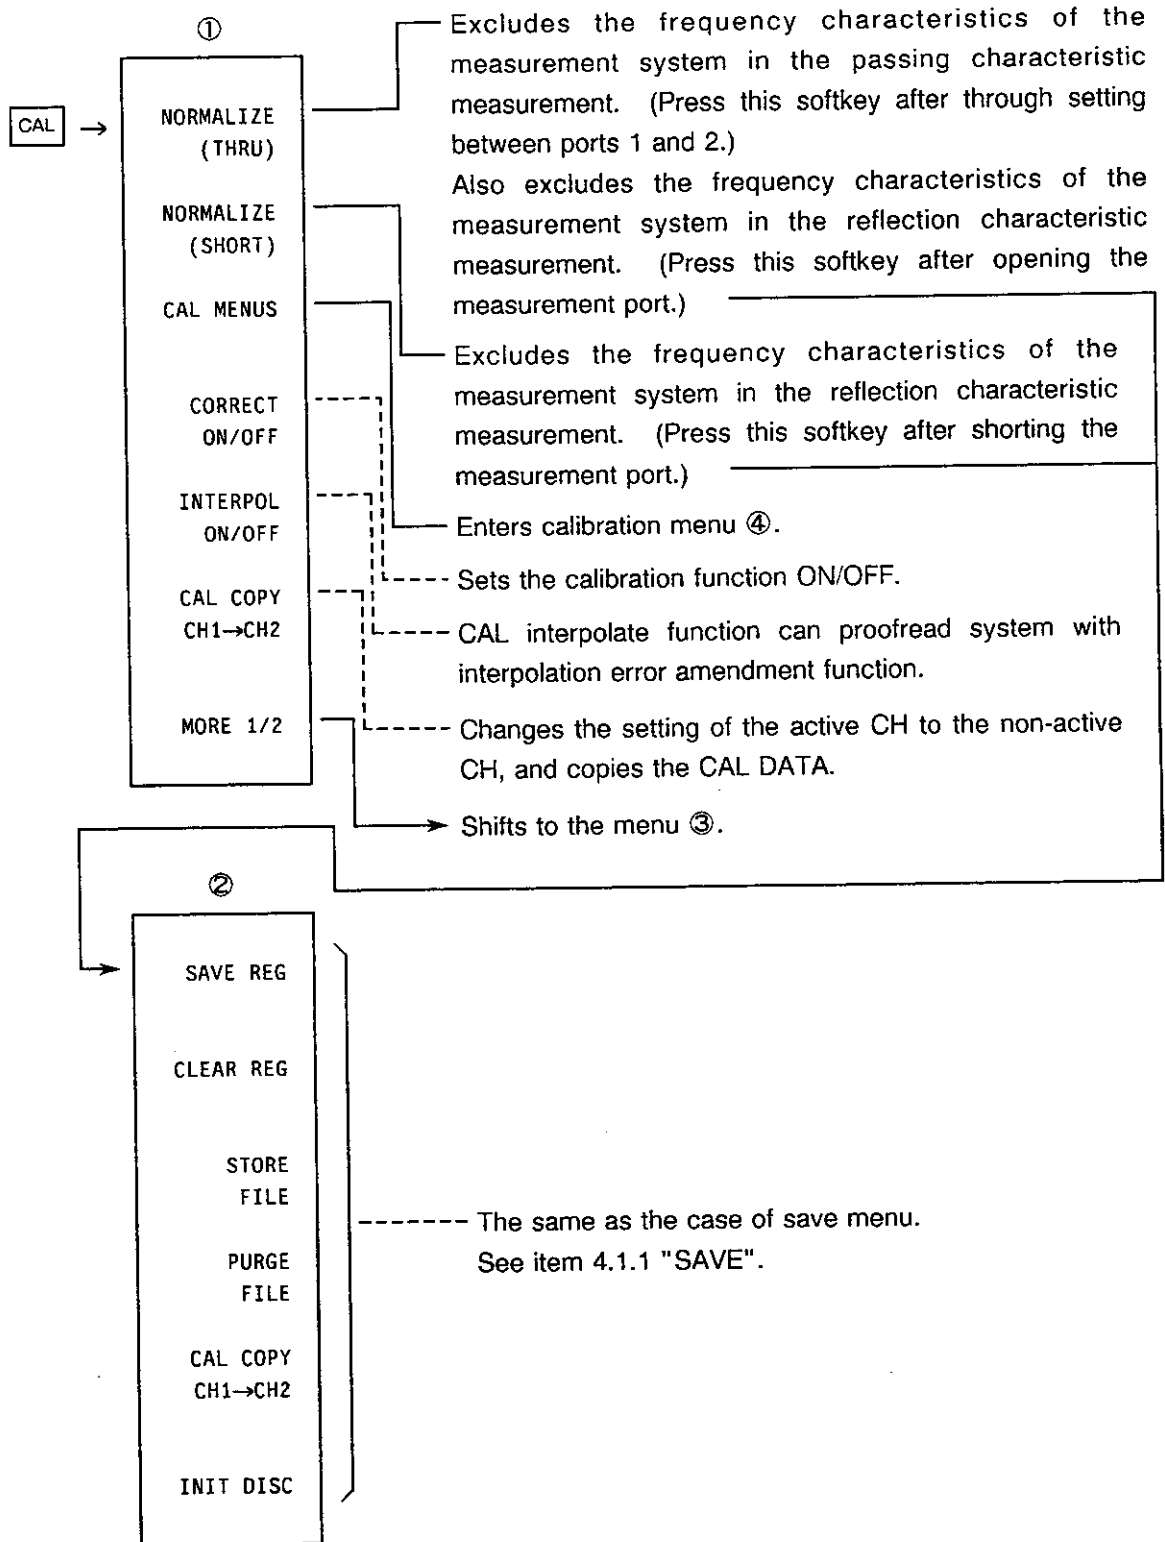 ①
CAL →
NORMALIZE
(THRU)
NORMALIZE
(SHORT)
CAL MENUS
CORRECT
ON/OFF
INTERPOL
ON/OFF
CAL COPY
CH1→CH2
MORE 1/2
Excludes the frequency characteristics of the
measurement system in the passing characteristic
measurement. (Press this softkey after through setting
between ports 1 and 2.)
Also excludes the frequency characteristics of the
measurement system in the reflection characteristic
measurement. (Press this softkey after opening the
measurement port.)
Excludes the frequency characteristics of the
measurement system in the reflection characteristic
measurement. (Press this softkey after shorting the
measurement port.)
Enters calibration menu ④.
Sets the calibration function ON/OFF.
CAL interpolate function can proofread system with
interpolation error amendment function.
Changes the setting of the active CH to the non-active
CH, and copies the CAL DATA.
Shifts to the menu ③.
②
SAVE REG
CLEAR REG
STORE
FILE
PURGE
FILE
CAL COPY
CH1→CH2
INIT DISC
The same as the case of save menu.
See item 4.1.1 "SAVE".